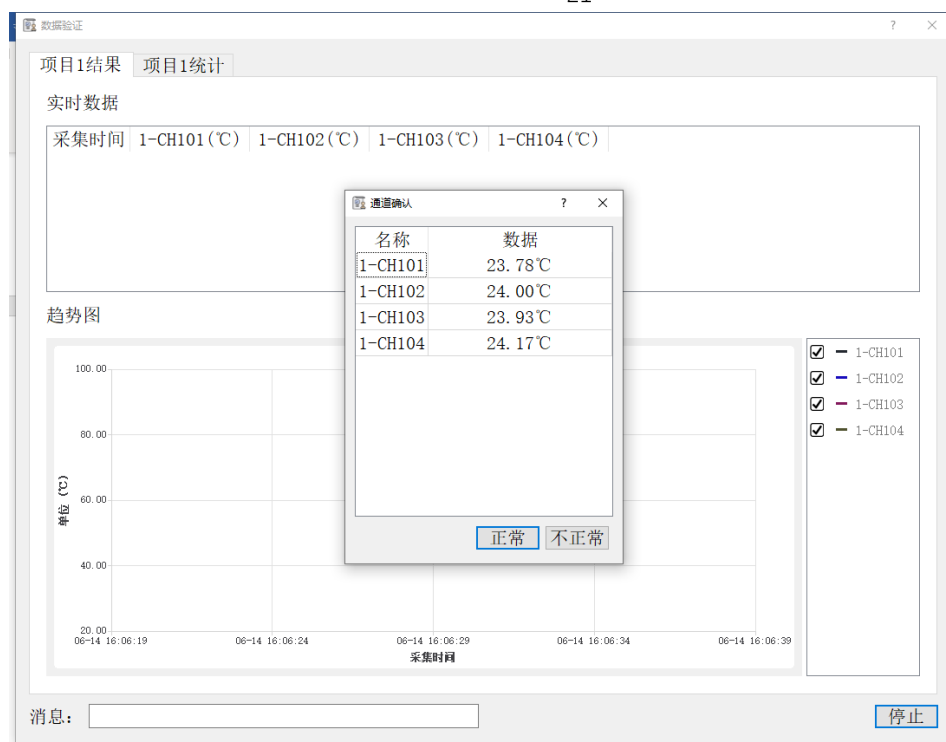 21
数据验证
项目1结果 项目1统计
实时数据
采集时间 1-CH101(℃) 1-CH102(℃) 1-CH103(℃) 1-CH104(℃)
通道确认
名称 数据
1-CH101 23.78℃
1-CH102 24.00℃
1-CH103 23.93℃
1-CH104 24.17℃
正常 不正常
趋势图
100.00
80.00
60.00
40.00
20.00
单位 (℃)
06-14 16:06:19 06-14 16:06:24 06-14 16:06:29 06-14 16:06:34 06-14 16:06:39
采集时间
1-CH101
1-CH102
1-CH103
1-CH104
消息:
停止